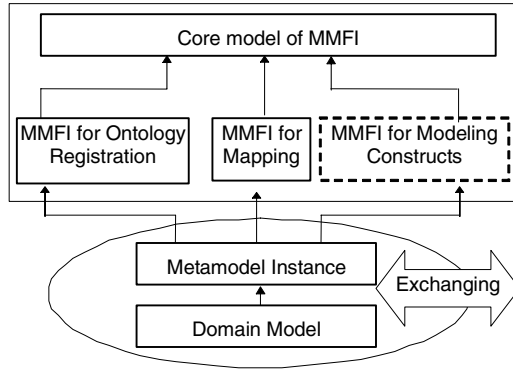 Core model of MMFI
MMFI for Ontology
Registration
MMFI for
Mapping
MMFI for Modeling
Constructs
Metamodel Instance
Exchanging
Domain Model